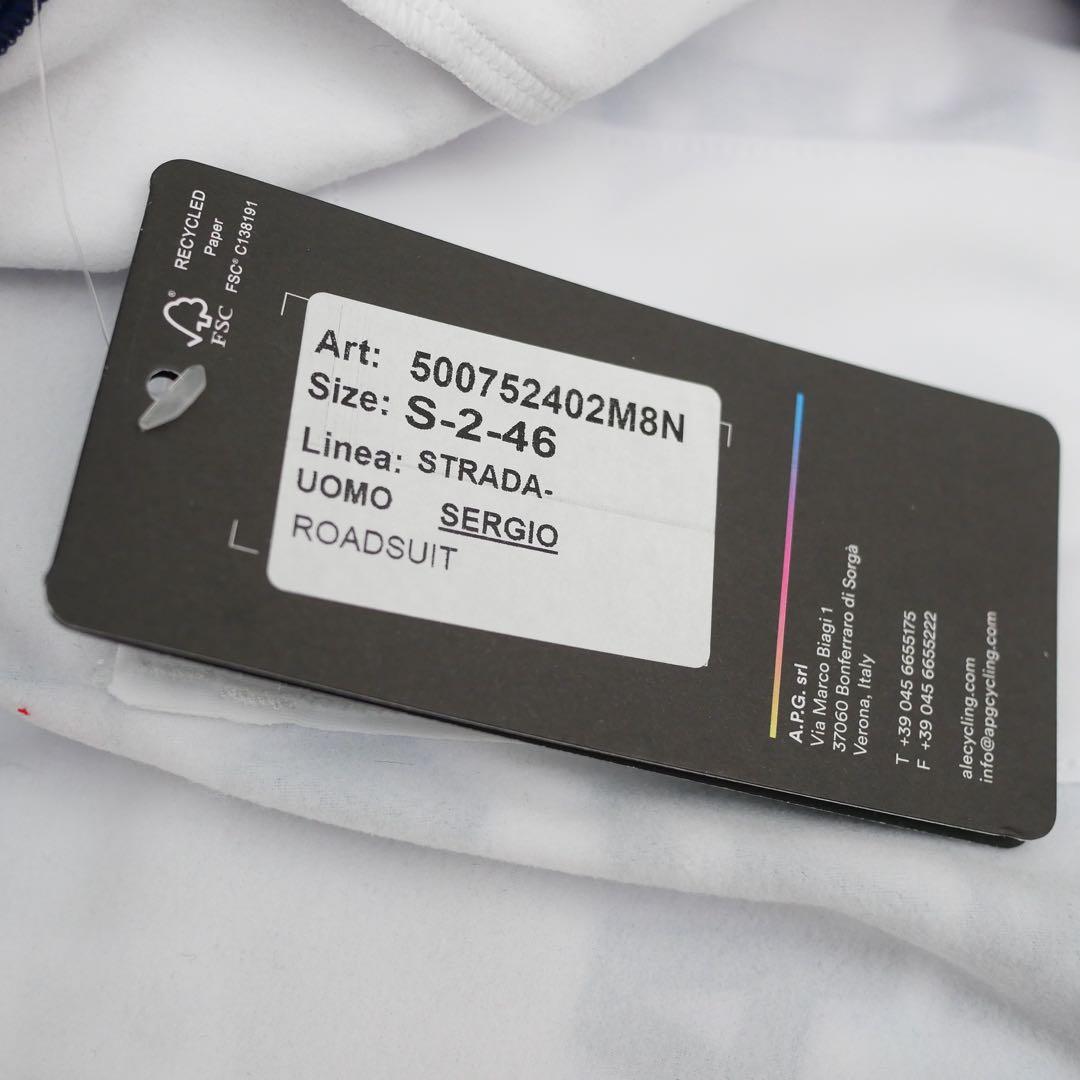 RECYCLED
Paper
FSC® C138191
®
FSC
Art: 500752402M8N
Size: S-2-46
Linea: STRADA-
UOMO SERGIO
ROADSUIT
A.P.G. srl
Via Marco Biagi 1
37060 Bonferraro di Sorgà
Verona, Italy
T +39 045 6655175
F +39 045 6655222
alecycling.com
info@apgcycling.com